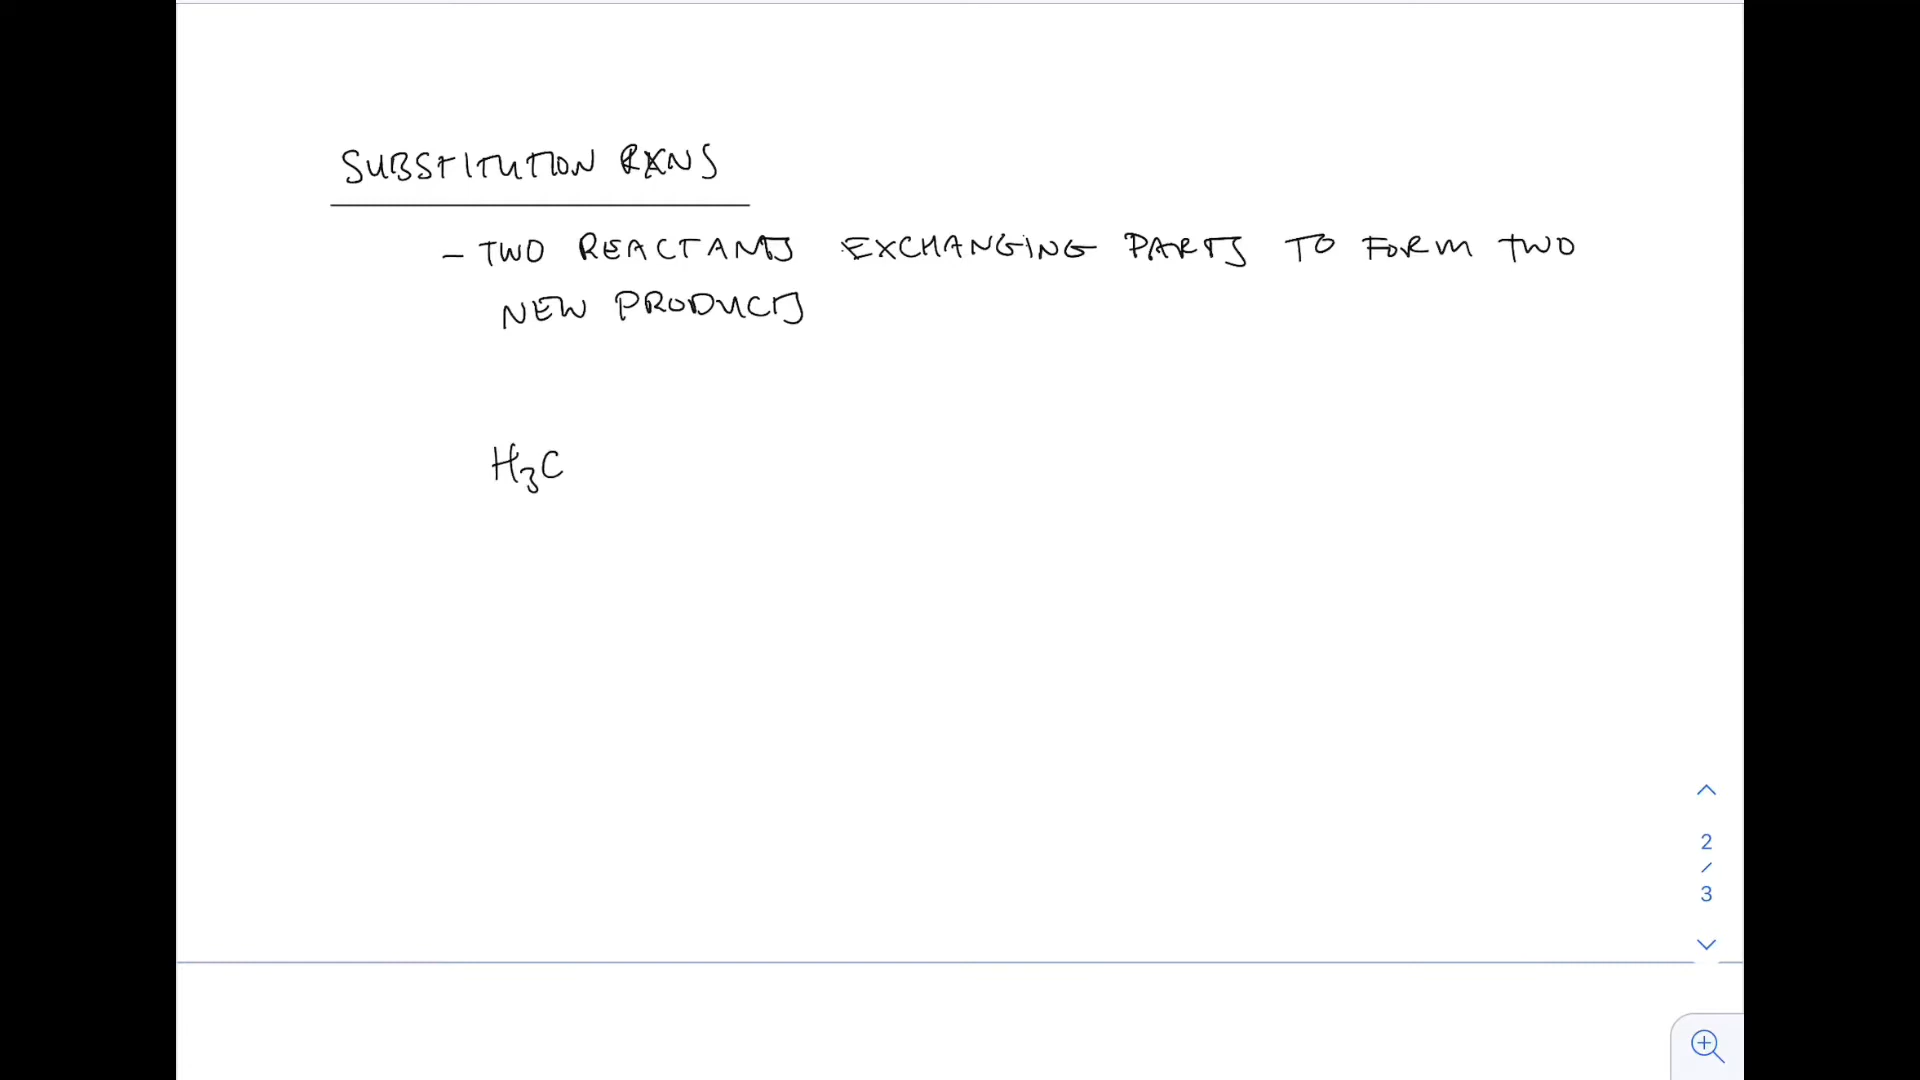 SUBSTITUTION RXNS
- TWO REACTANTS EXCHANGING PARTS TO FORM TWO
NEW PRODUCTS
H₃C
2
/
3